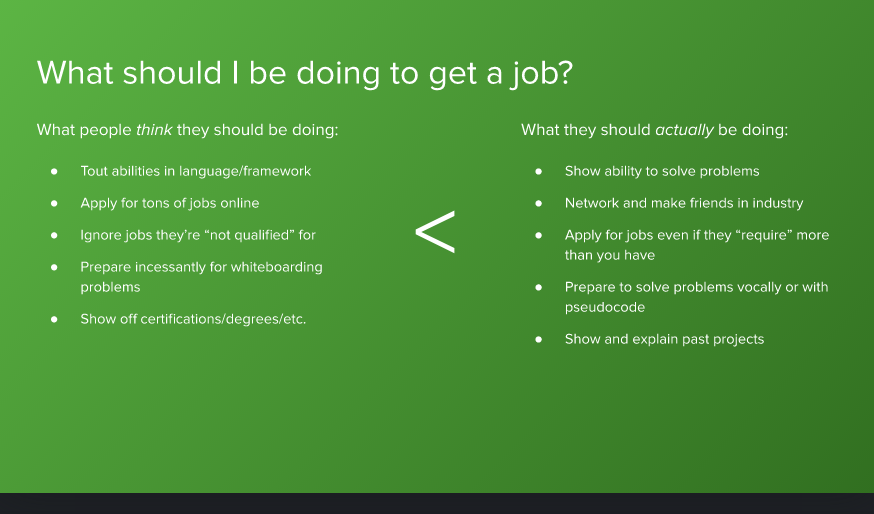 What should I be doing to get a job?
What people think they should be doing:
● Tout abilities in language/framework
● Apply for tons of jobs online
● Ignore jobs they’re “not qualified” for
● Prepare incessantly for whiteboarding
problems
● Show off certifications/degrees/etc.
<
What they should actually be doing:
● Show ability to solve problems
● Network and make friends in industry
● Apply for jobs even if they “require” more
than you have
● Prepare to solve problems vocally or with
pseudocode
● Show and explain past projects